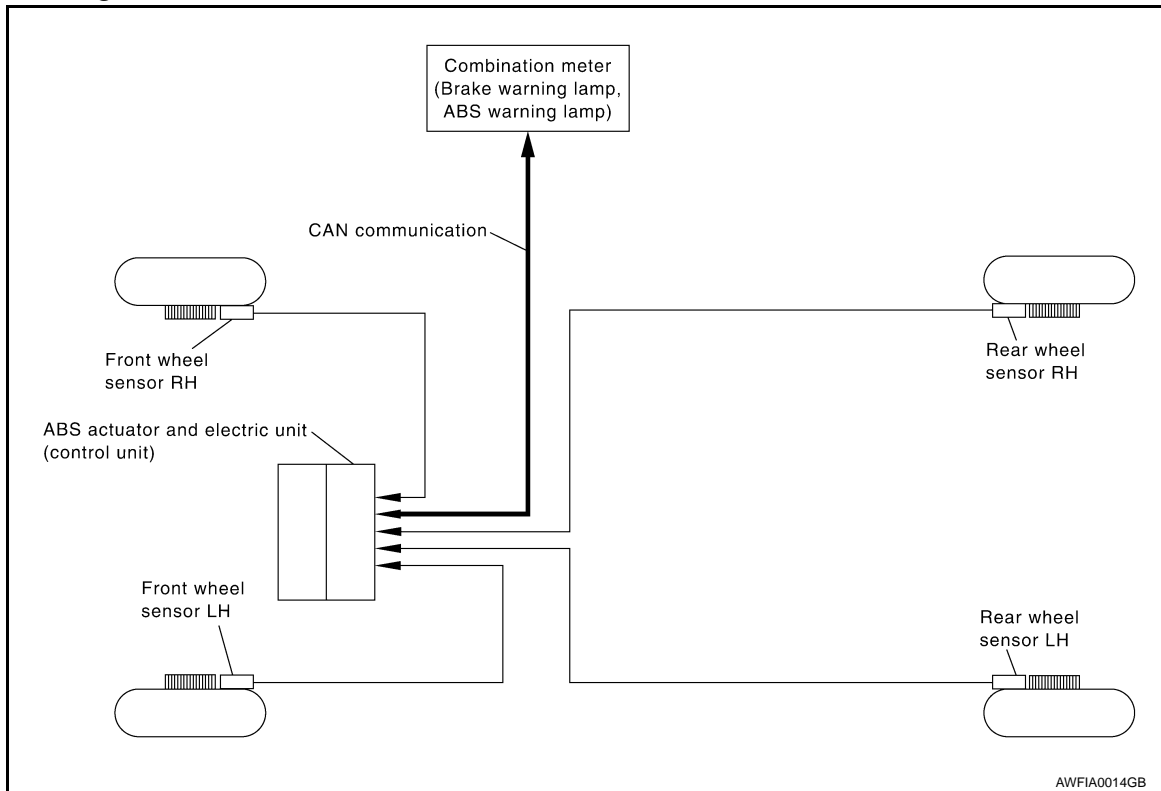 Combination meter
(Brake warning lamp,
ABS warning lamp)
CAN communication
Front wheel
sensor RH
Rear wheel
sensor RH
ABS actuator and electric unit
(control unit)
Front wheel
sensor LH
Rear wheel
sensor LH
AWFIA0014GB